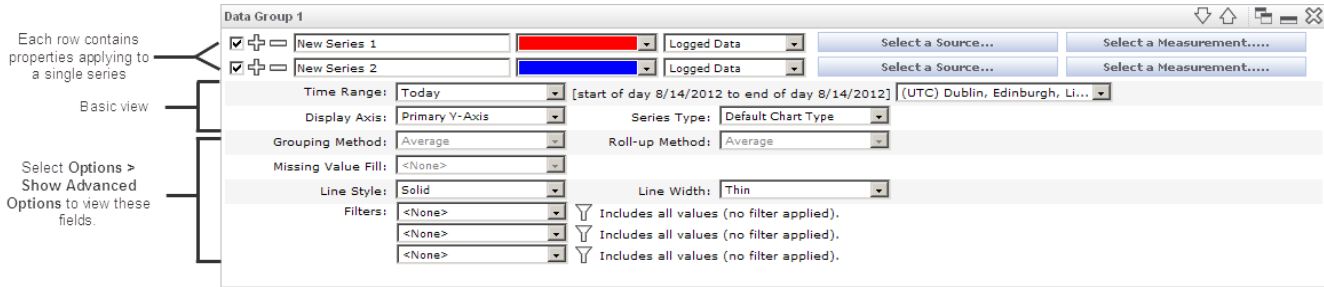 Data Group 1
Each row contains
properties applying to
a single series
New Series 1 Logged Data Select a Source... Select a Measurement.....
New Series 2 Logged Data Select a Source... Select a Measurement.....
Basic view
Time Range: Today [start of day 8/14/2012 to end of day 8/14/2012] (UTC) Dublin, Edinburgh, Li...
Display Axis: Primary Y-Axis Series Type: Default Chart Type
Select Options >
Show Advanced
Options to view these
fields.
Grouping Method: Average Roll-up Method: Average
Missing Value Fill: <None>
Line Style: Solid Line Width: Thin
Filters: <None> Includes all values (no filter applied).
<None> Includes all values (no filter applied).
<None> Includes all values (no filter applied).